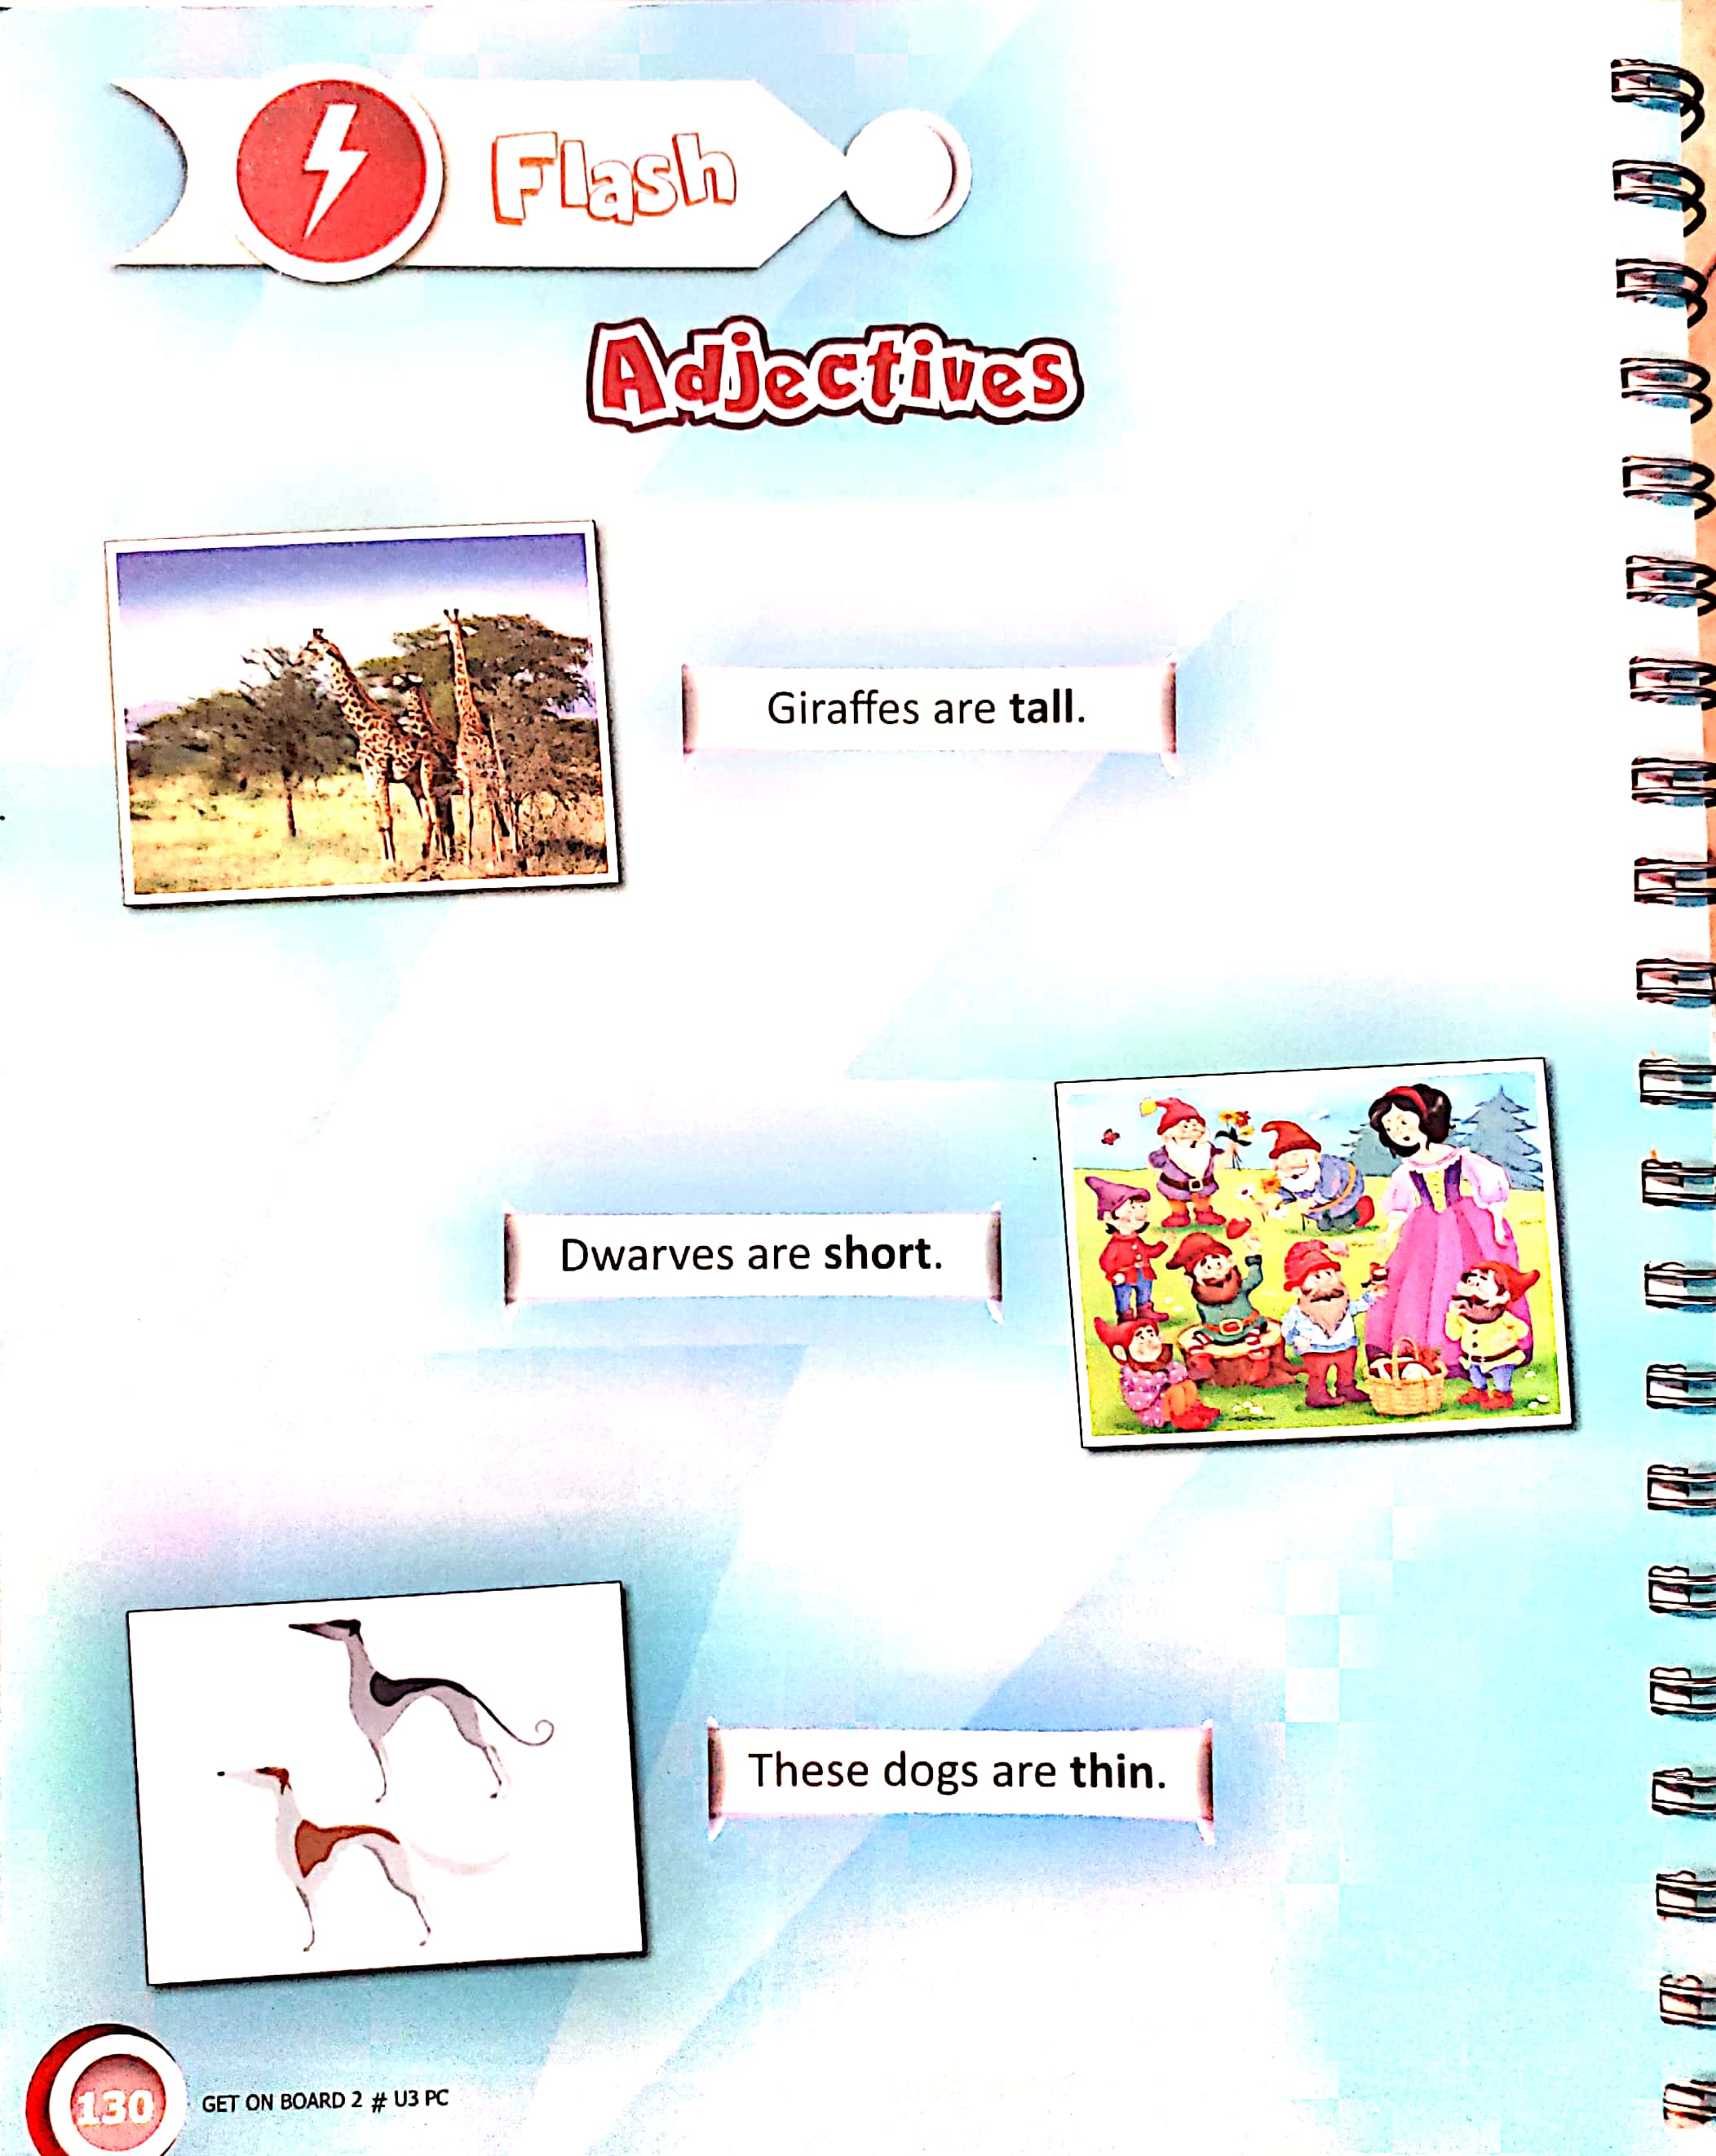 Flash
Adjectives
Giraffes are tall.
Dwarves are short.
These dogs are thin.
130
GET ON BOARD 2 # U3 PC